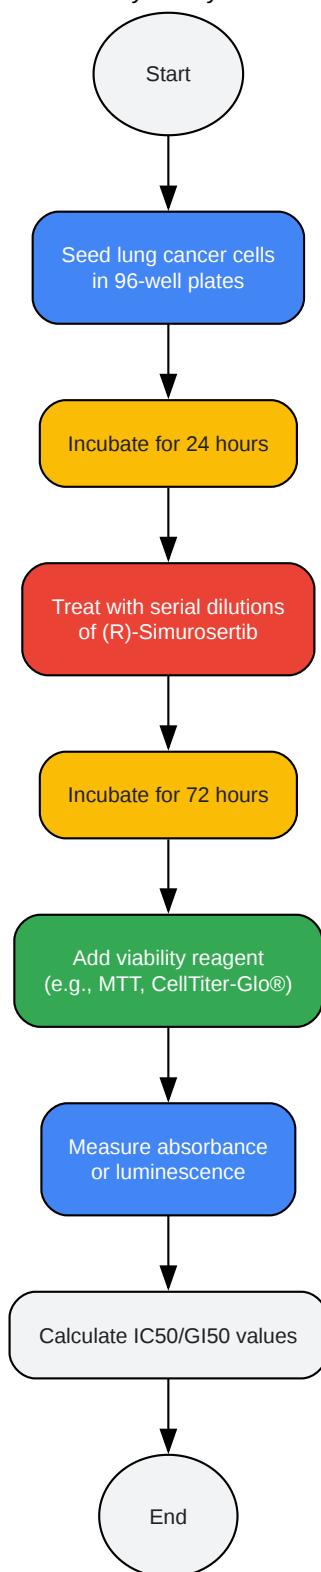 Start
Seed lung cancer cells
in 96-well plates
Incubate for 24 hours
Treat with serial dilutions
of (R)-Simurosertib
Incubate for 72 hours
Add viability reagent
(e.g., MTT, CellTiter-Glo®)
Measure absorbance
or luminescence
Calculate IC50/GI50 values
End